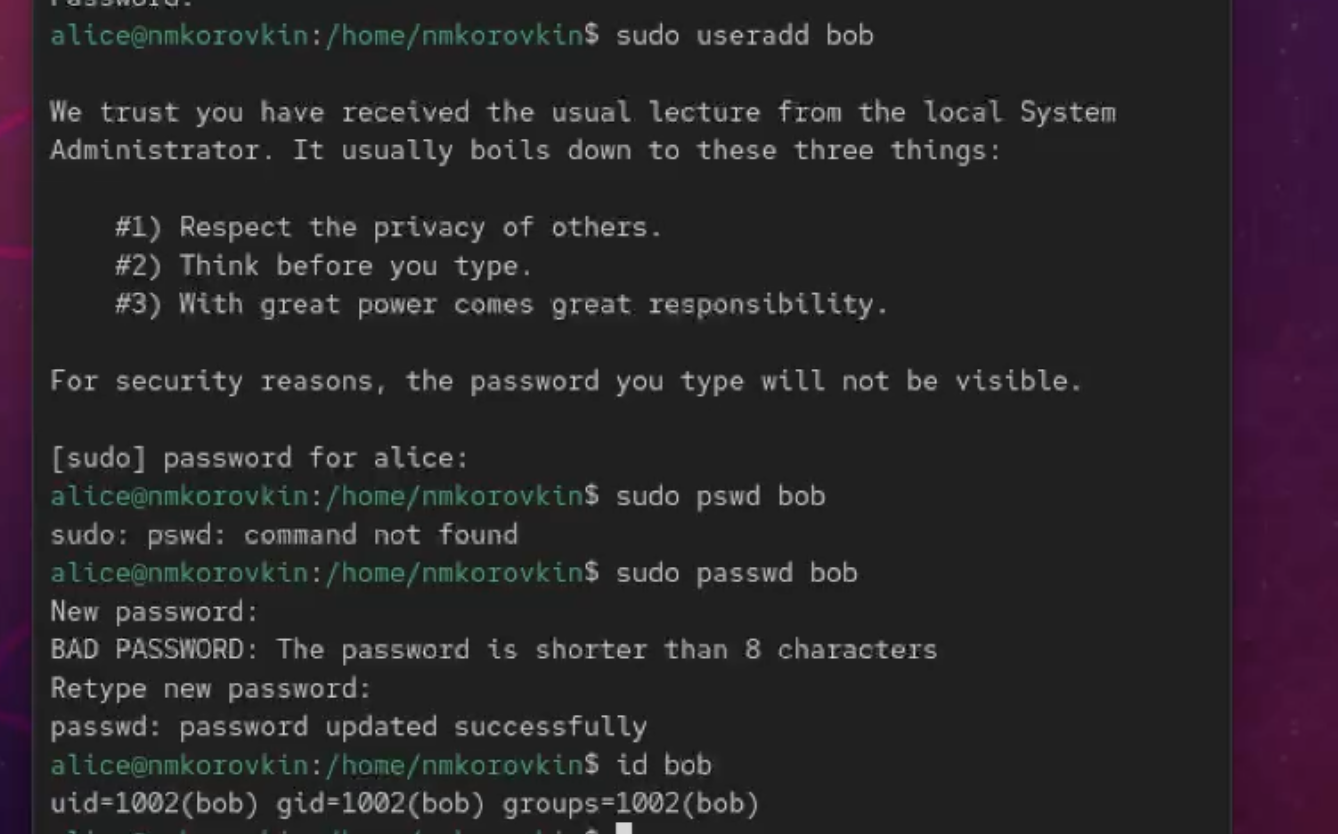 Password:
alice@nmkorovkin:/home/nmkorovkin$ sudo useradd bob
We trust you have received the usual lecture from the local System
Administrator. It usually boils down to these three things:
#1) Respect the privacy of others.
#2) Think before you type.
#3) With great power comes great responsibility.
For security reasons, the password you type will not be visible.
[sudo] password for alice:
alice@nmkorovkin:/home/nmkorovkin$ sudo pswd bob
sudo: pswd: command not found
alice@nmkorovkin:/home/nmkorovkin$ sudo passwd bob
New password:
BAD PASSWORD: The password is shorter than 8 characters
Retype new password:
passwd: password updated successfully
alice@nmkorovkin:/home/nmkorovkin$ id bob
uid=1002(bob) gid=1002(bob) groups=1002(bob)
alice@nmkorovkin:/home/nmkorovkin$